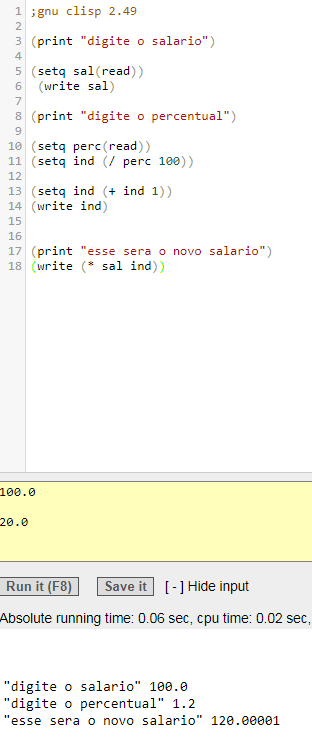 1 ;gnu clisp 2.49
2
3 (print "digite o salario")
4
5 (setq sal(read))
6  (write sal)
7
8 (print "digite o percentual")
9
10 (setq perc(read))
11 (setq ind (/ perc 100))
12
13 (setq ind (+ ind 1))
14 (write ind)
15
16
17 (print "esse sera o novo salario")
18 (write (* sal ind))
100.0
20.0
Run it (F8) Save it [ - ] Hide input
Absolute running time: 0.06 sec, cpu time: 0.02 sec,
"digite o salario" 100.0
"digite o percentual" 1.2
"esse sera o novo salario" 120.00001